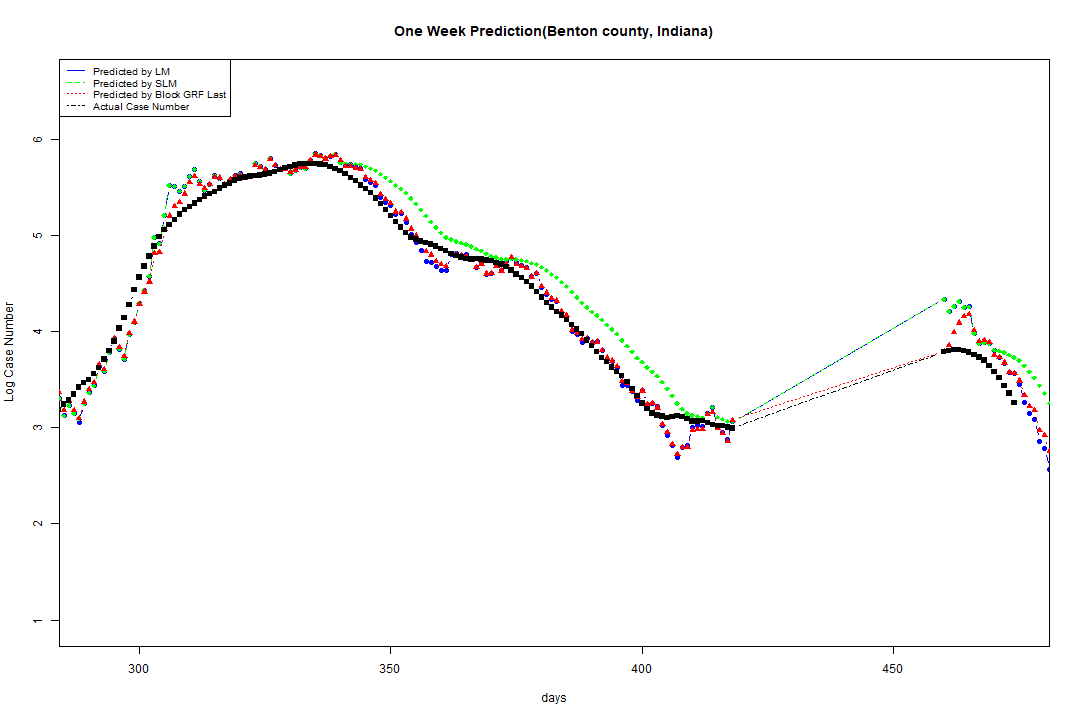 One Week Prediction(Benton county, Indiana)
Predicted by LM
Predicted by SLM
Predicted by Block GRF Last
Actual Case Number
6
5
4
3
2
1
Log Case Number
300 350 400 450
days